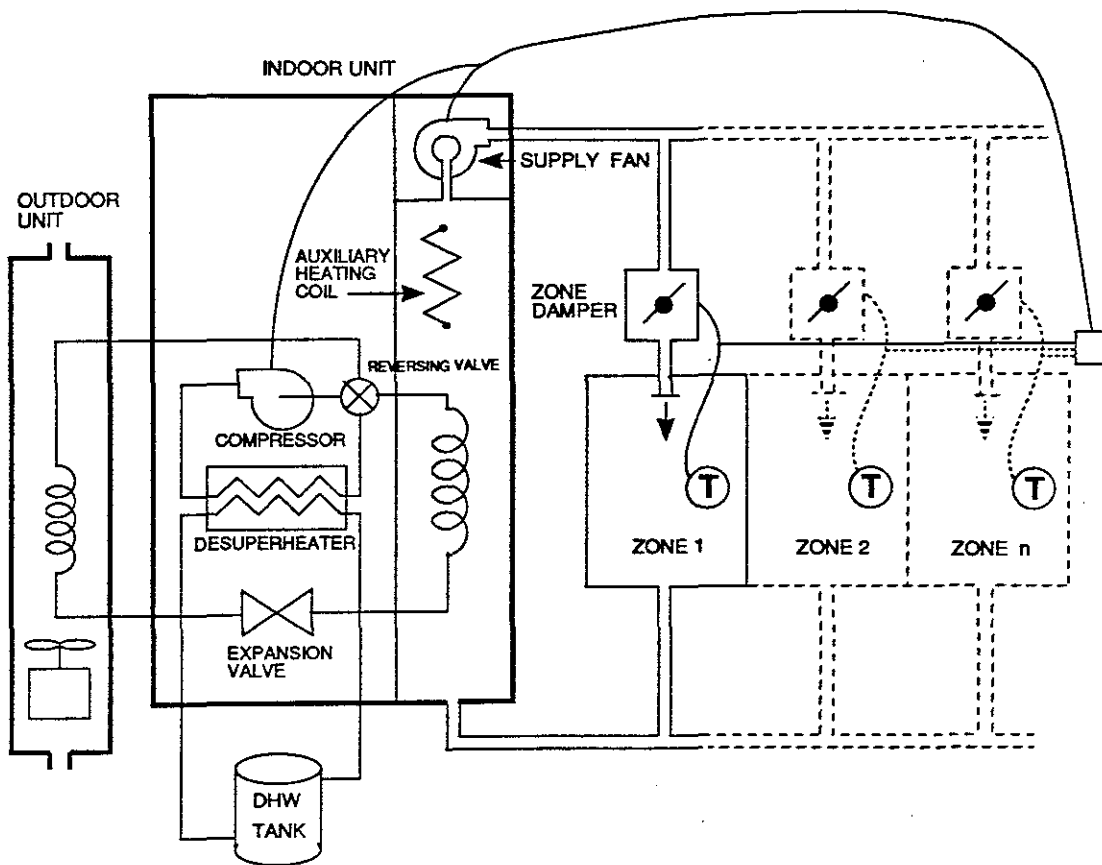 INDOOR UNIT
SUPPLY FAN
OUTDOOR
UNIT
AUXILIARY
HEATING
COIL
ZONE
DAMPER
REVERSING VALVE
COMPRESSOR
DESUPERHEATER
T
T
T
ZONE 1
ZONE 2
ZONE n
EXPANSION
VALVE
DHW
TANK